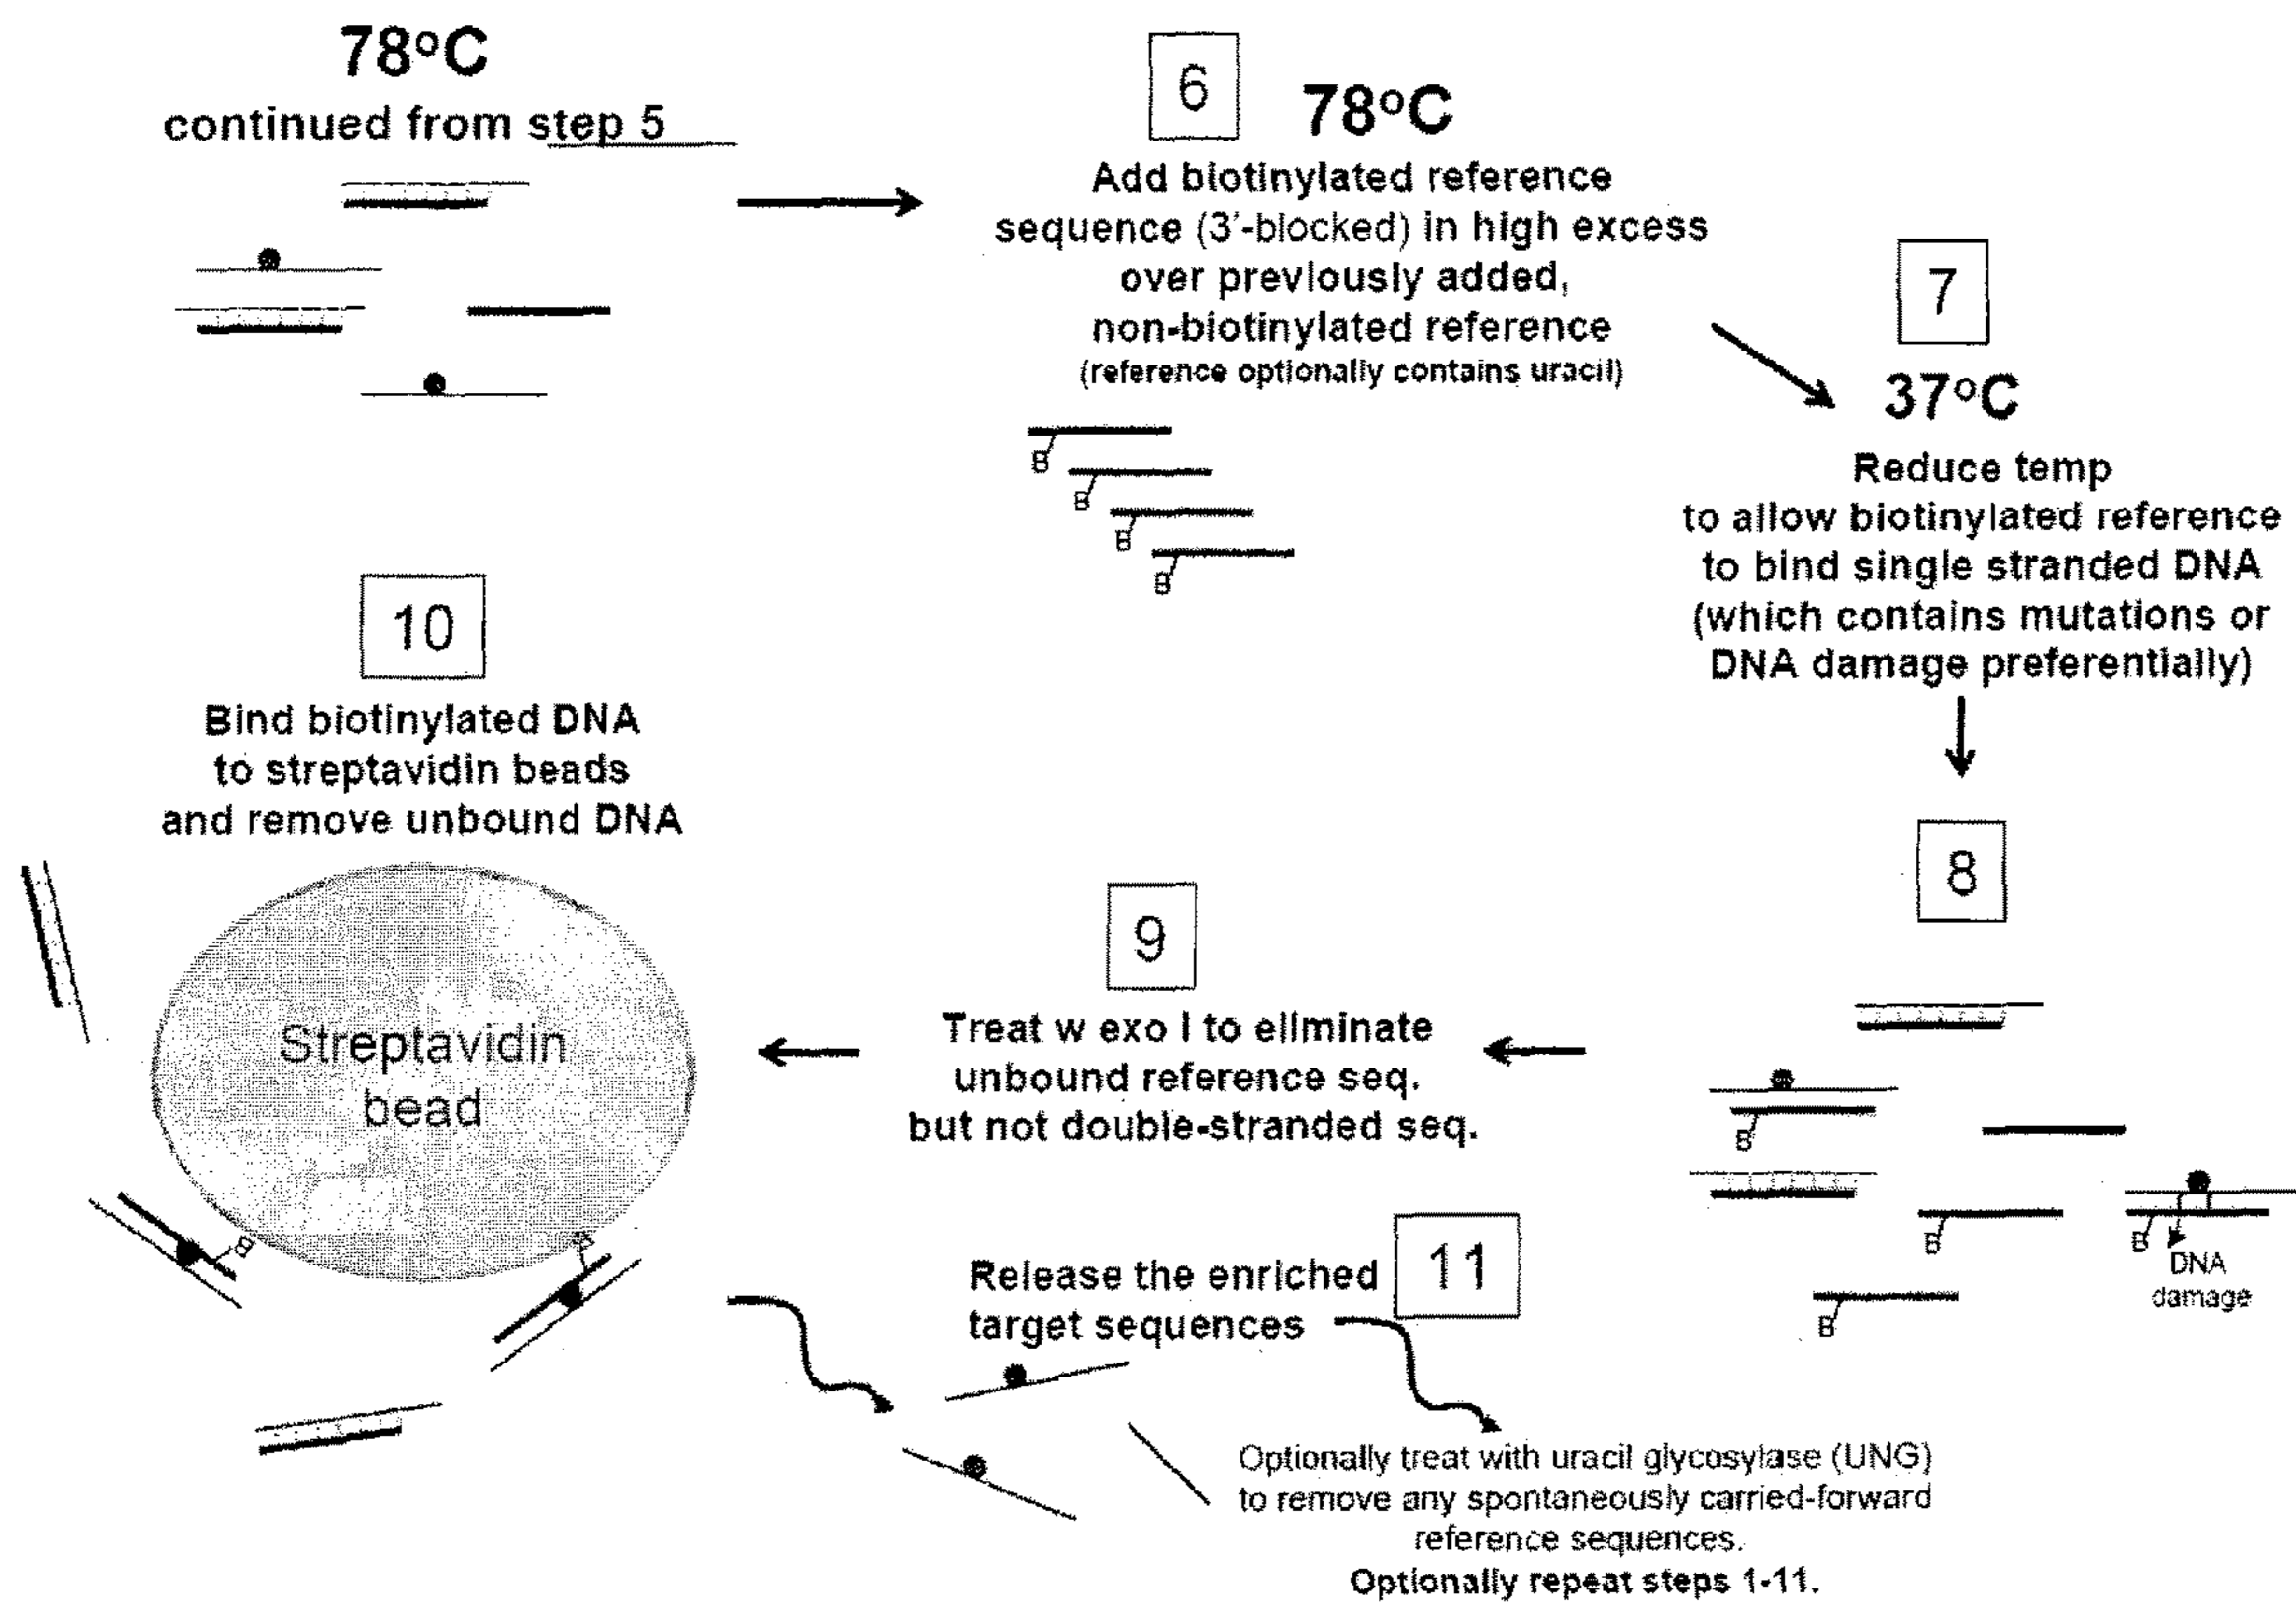 78°C
continued from step 5
6
78°C
Add biotinylated reference
sequence (3′-blocked) in high excess
over previously added,
non-biotinylated reference
(reference optionally contains uracil)
B
B
B
B
7
37°C
Reduce temp
to allow biotinylated reference
to bind single stranded DNA
(which contains mutations or
DNA damage preferentially)
8
B
B
B
DNA
damage
B
9
Treat w exo I to eliminate
unbound reference seq.
but not double-stranded seq.
10
Bind biotinylated DNA
to streptavidin beads
and remove unbound DNA
Streptavidin
bead
B
B
11
Release the enriched
target sequences
Optionally treat with uracil glycosylase (UNG)
to remove any spontaneously carried-forward
reference sequences.
Optionally repeat steps 1-11.